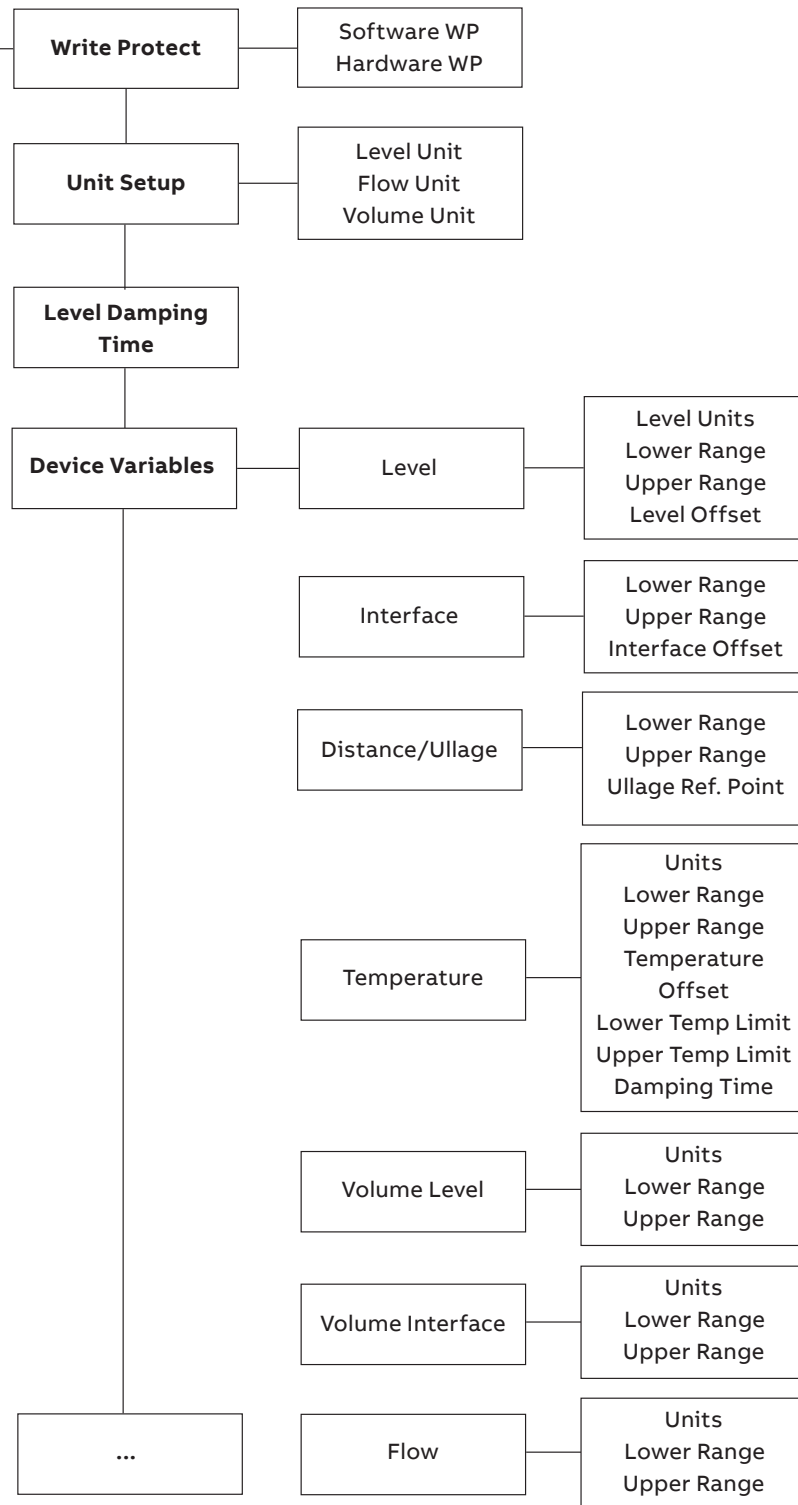 Write Protect
Software WP
Hardware WP
Unit Setup
Level Unit
Flow Unit
Volume Unit
Level Damping
Time
Device Variables
Level
Level Units
Lower Range
Upper Range
Level Offset
Interface
Lower Range
Upper Range
Interface Offset
Distance/Ullage
Lower Range
Upper Range
Ullage Ref. Point
Temperature
Units
Lower Range
Upper Range
Temperature
Offset
Lower Temp Limit
Upper Temp Limit
Damping Time
Volume Level
Units
Lower Range
Upper Range
Volume Interface
Units
Lower Range
Upper Range
...
Flow
Units
Lower Range
Upper Range